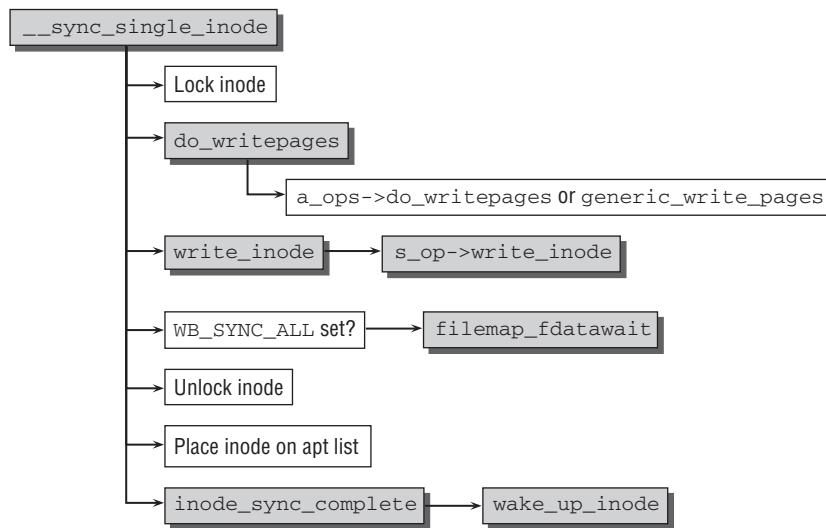 __sync_single_inode
Lock inode
do_writepages
a_ops->do_writepages or generic_write_pages
write_inode
s_op->write_inode
WB_SYNC_ALL set?
filemap_fdatawait
Unlock inode
Place inode on apt list
inode_sync_complete
wake_up_inode